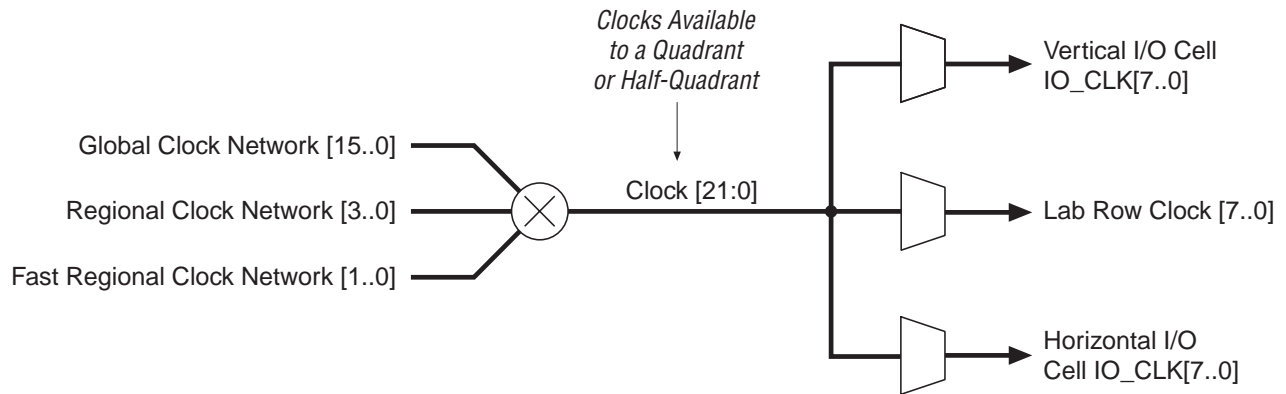 Clocks Available
to a Quadrant
or Half-Quadrant
Vertical I/O Cell
IO_CLK[7..0]
Global Clock Network [15..0]
Clock [21:0]
Regional Clock Network [3..0]
Lab Row Clock [7..0]
Fast Regional Clock Network [1..0]
Horizontal I/O
Cell IO_CLK[7..0]